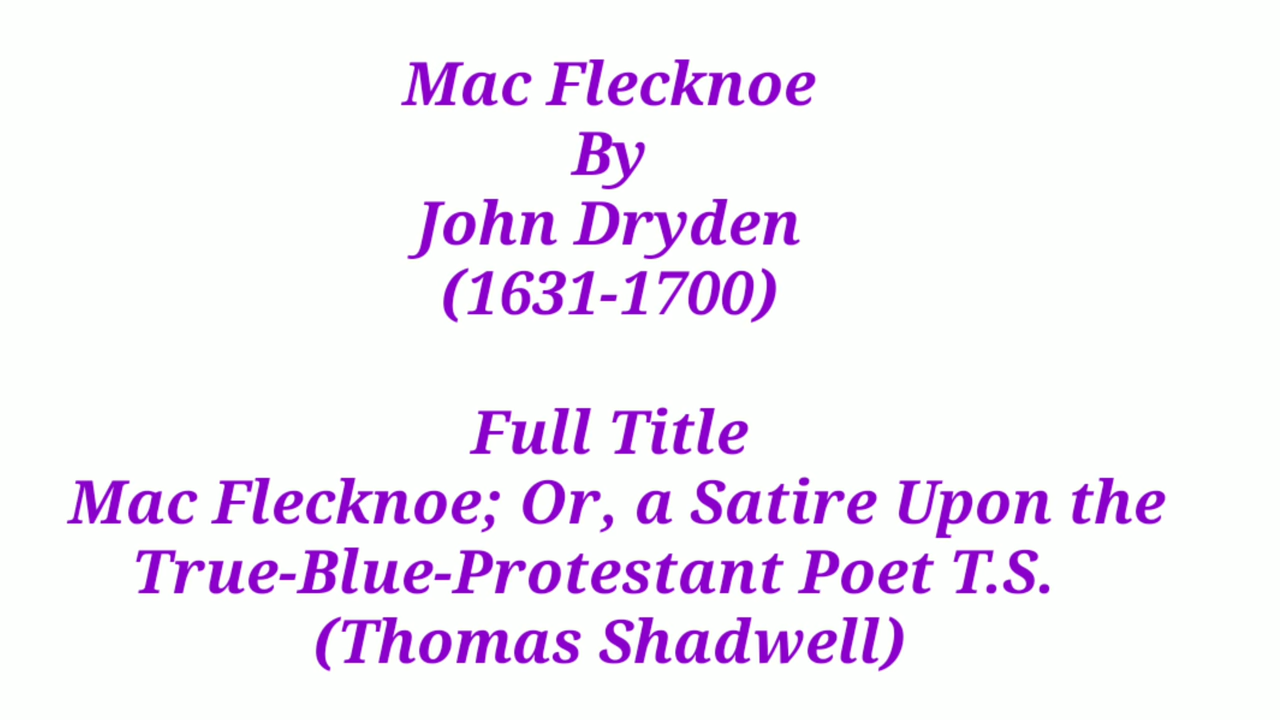 Mac Flecknoe
By
John Dryden
(1631-1700)
Full Title
Mac Flecknoe; Or, a Satire Upon the
True-Blue-Protestant Poet T.S.
(Thomas Shadwell)